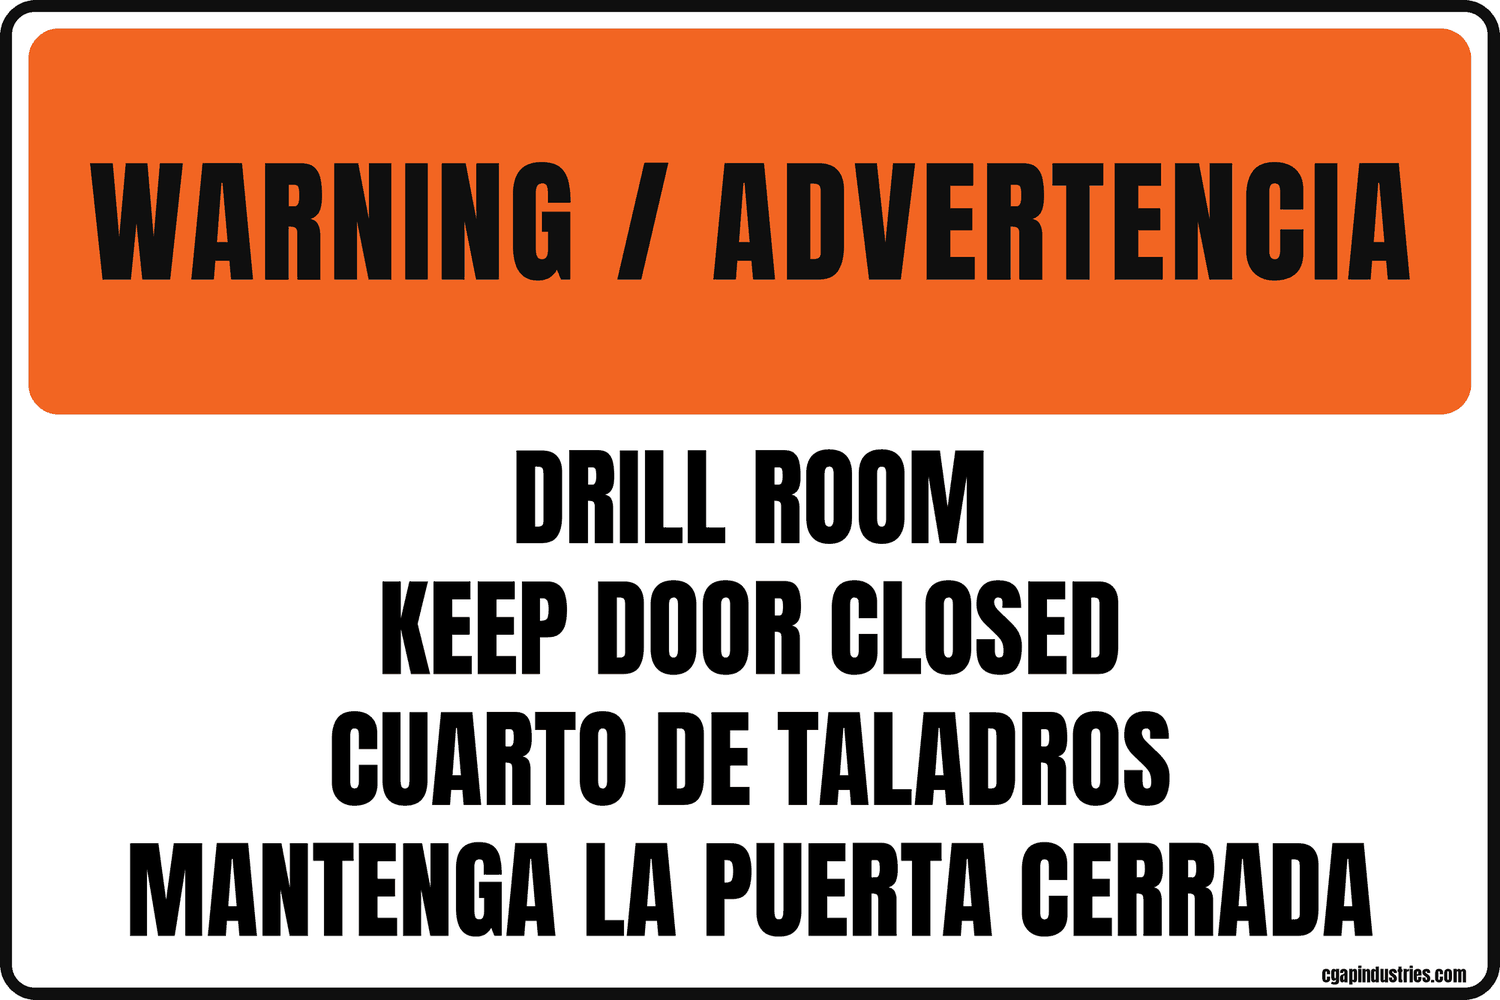 WARNING / ADVERTENCIA
DRILL ROOM
KEEP DOOR CLOSED
CUARTO DE TALADROS
MANTENGA LA PUERTA CERRADA
cgapindustries.com